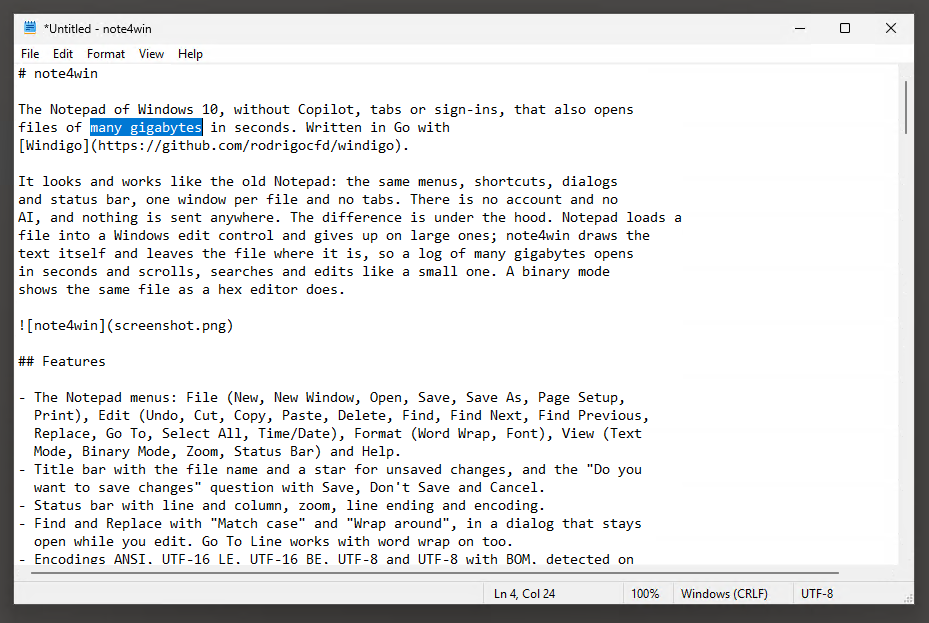 *Untitled - note4win
File Edit Format View Help
# note4win
The Notepad of Windows 10, without Copilot, tabs or sign-ins, that also opens
files of many gigabytes in seconds. Written in Go with
[Windigo](https://github.com/rodrigocfd/windigo).
It looks and works like the old Notepad: the same menus, shortcuts, dialogs
and status bar, one window per file and no tabs. There is no account and no
AI, and nothing is sent anywhere. The difference is under the hood. Notepad loads a
file into a Windows edit control and gives up on large ones; note4win draws the
text itself and leaves the file where it is, so a log of many gigabytes opens
in seconds and scrolls, searches and edits like a small one. A binary mode
shows the same file as a hex editor does.
![note4win](screenshot.png)
## Features
- The Notepad menus: File (New, New Window, Open, Save, Save As, Page Setup,
Print), Edit (Undo, Cut, Copy, Paste, Delete, Find, Find Next, Find Previous,
Replace, Go To, Select All, Time/Date), Format (Word Wrap, Font), View (Text
Mode, Binary Mode, Zoom, Status Bar) and Help.
- Title bar with the file name and a star for unsaved changes, and the "Do you
want to save changes" question with Save, Don't Save and Cancel.
- Status bar with line and column, zoom, line ending and encoding.
- Find and Replace with "Match case" and "Wrap around", in a dialog that stays
open while you edit. Go To Line works with word wrap on too.
- Encodings ANSI, UTF-16 LE, UTF-16 BE, UTF-8 and UTF-8 with BOM, detected on
Ln 4, Col 24 100% Windows (CRLF) UTF-8